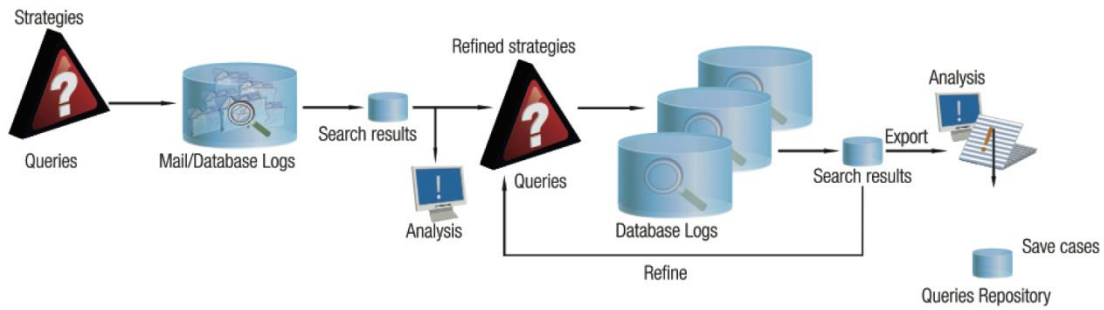 Strategies
?
Queries
Mail/Database Logs
Search results
!
Analysis
Refined strategies
?
Queries
Database Logs
Search results
Refine
Export
Analysis
!
!
Save cases
Queries Repository